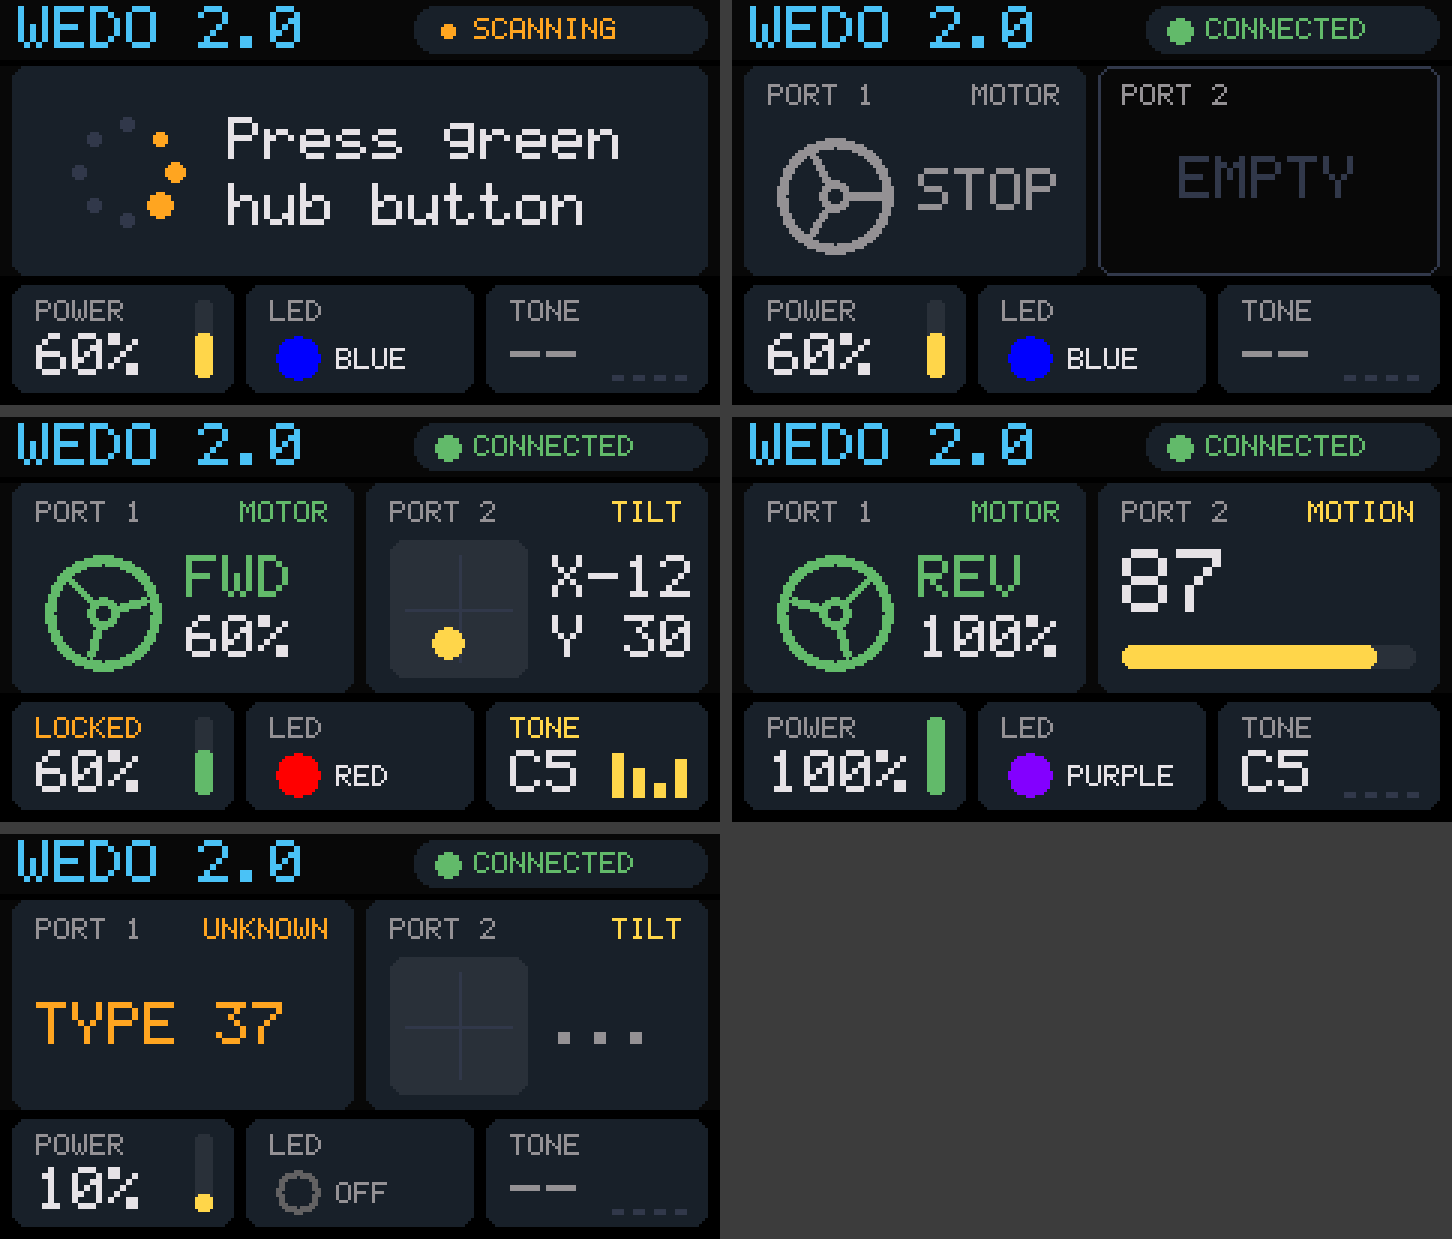 WEDO 2.0 SCANNING
Press green
hub button
POWER LED TONE
60% BLUE --
WEDO 2.0 CONNECTED
PORT 1 MOTOR PORT 2
STOP EMPTY
POWER LED TONE
60% BLUE --
WEDO 2.0 CONNECTED
PORT 1 MOTOR PORT 2 TILT
FWD X-12
60% Y 30
LOCKED LED TONE
60% RED C5
WEDO 2.0 CONNECTED
PORT 1 MOTOR PORT 2 MOTION
REV 87
100%
POWER LED TONE
100% PURPLE C5
WEDO 2.0 CONNECTED
PORT 1 UNKNOWN PORT 2 TILT
TYPE 37 ...
POWER LED TONE
10% OFF --